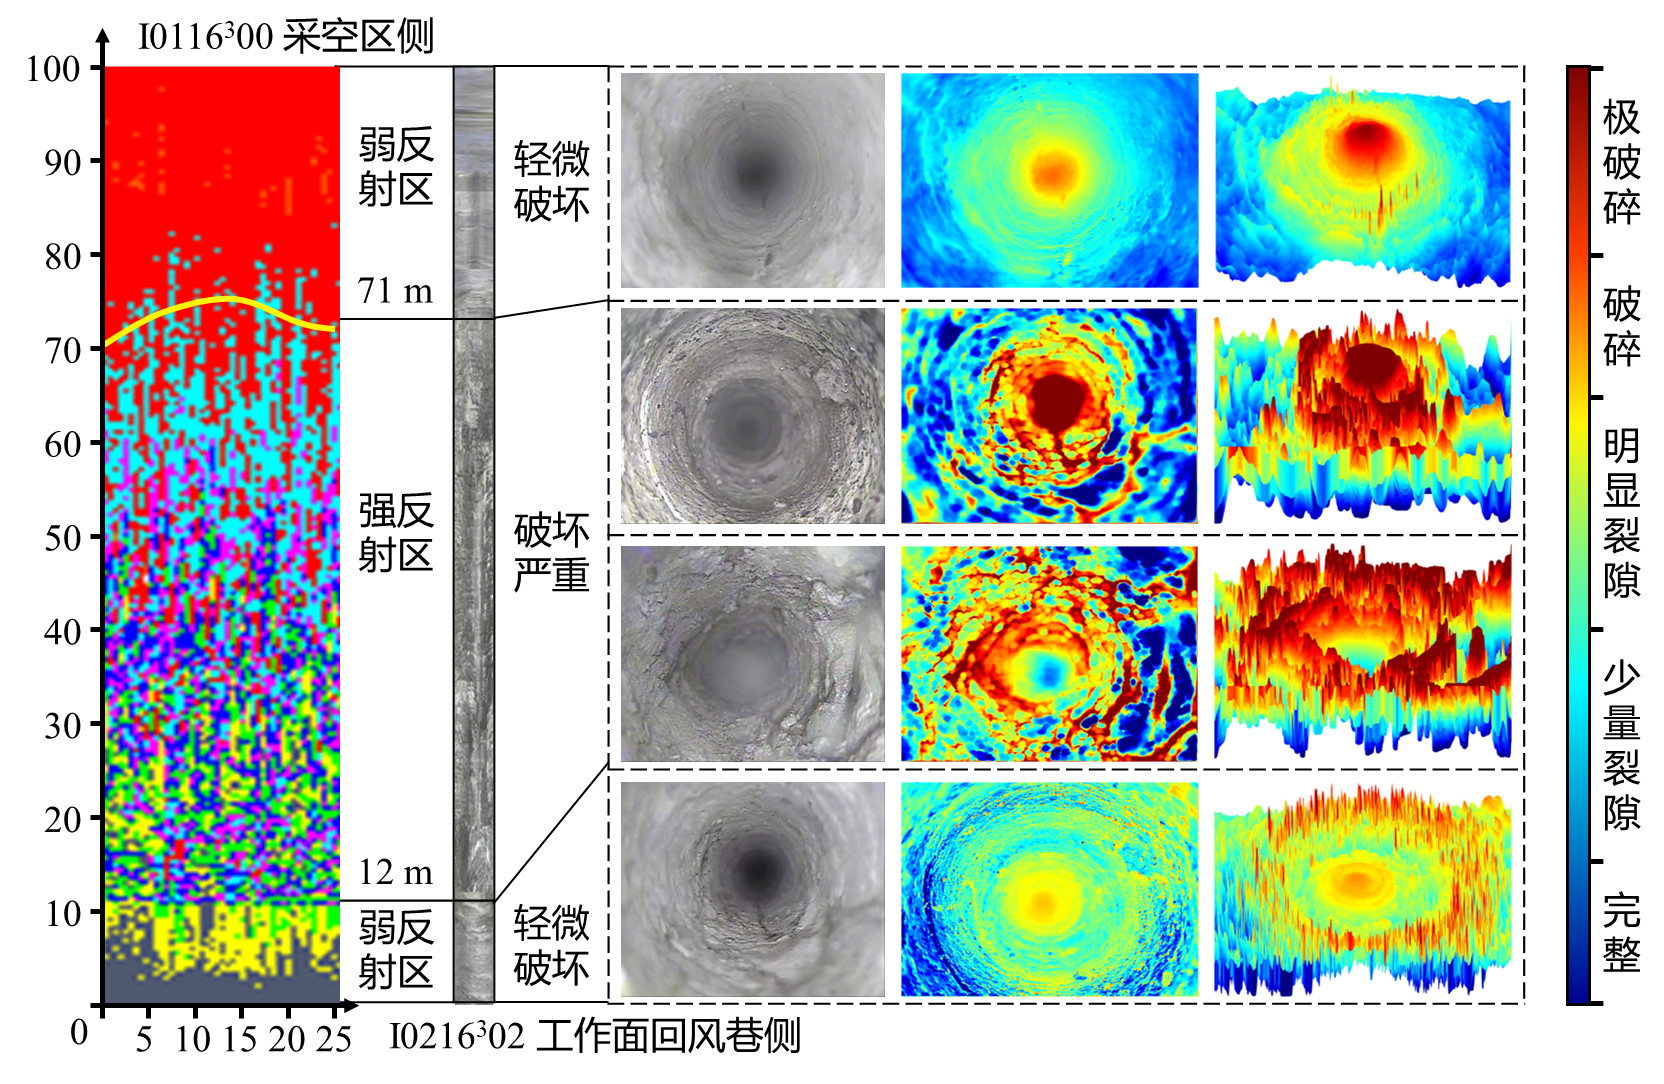 I0116³00 采空区侧
100
90
80
70
60
50
40
30
20
10
0
5 10 15 20 25
I0216³02 工作面回风巷侧
弱反
射区
71 m
强反
射区
12 m
弱反
射区
轻微
破坏
破坏
严重
轻微
破坏
极破碎
破碎
明显裂隙
少量裂隙
完整